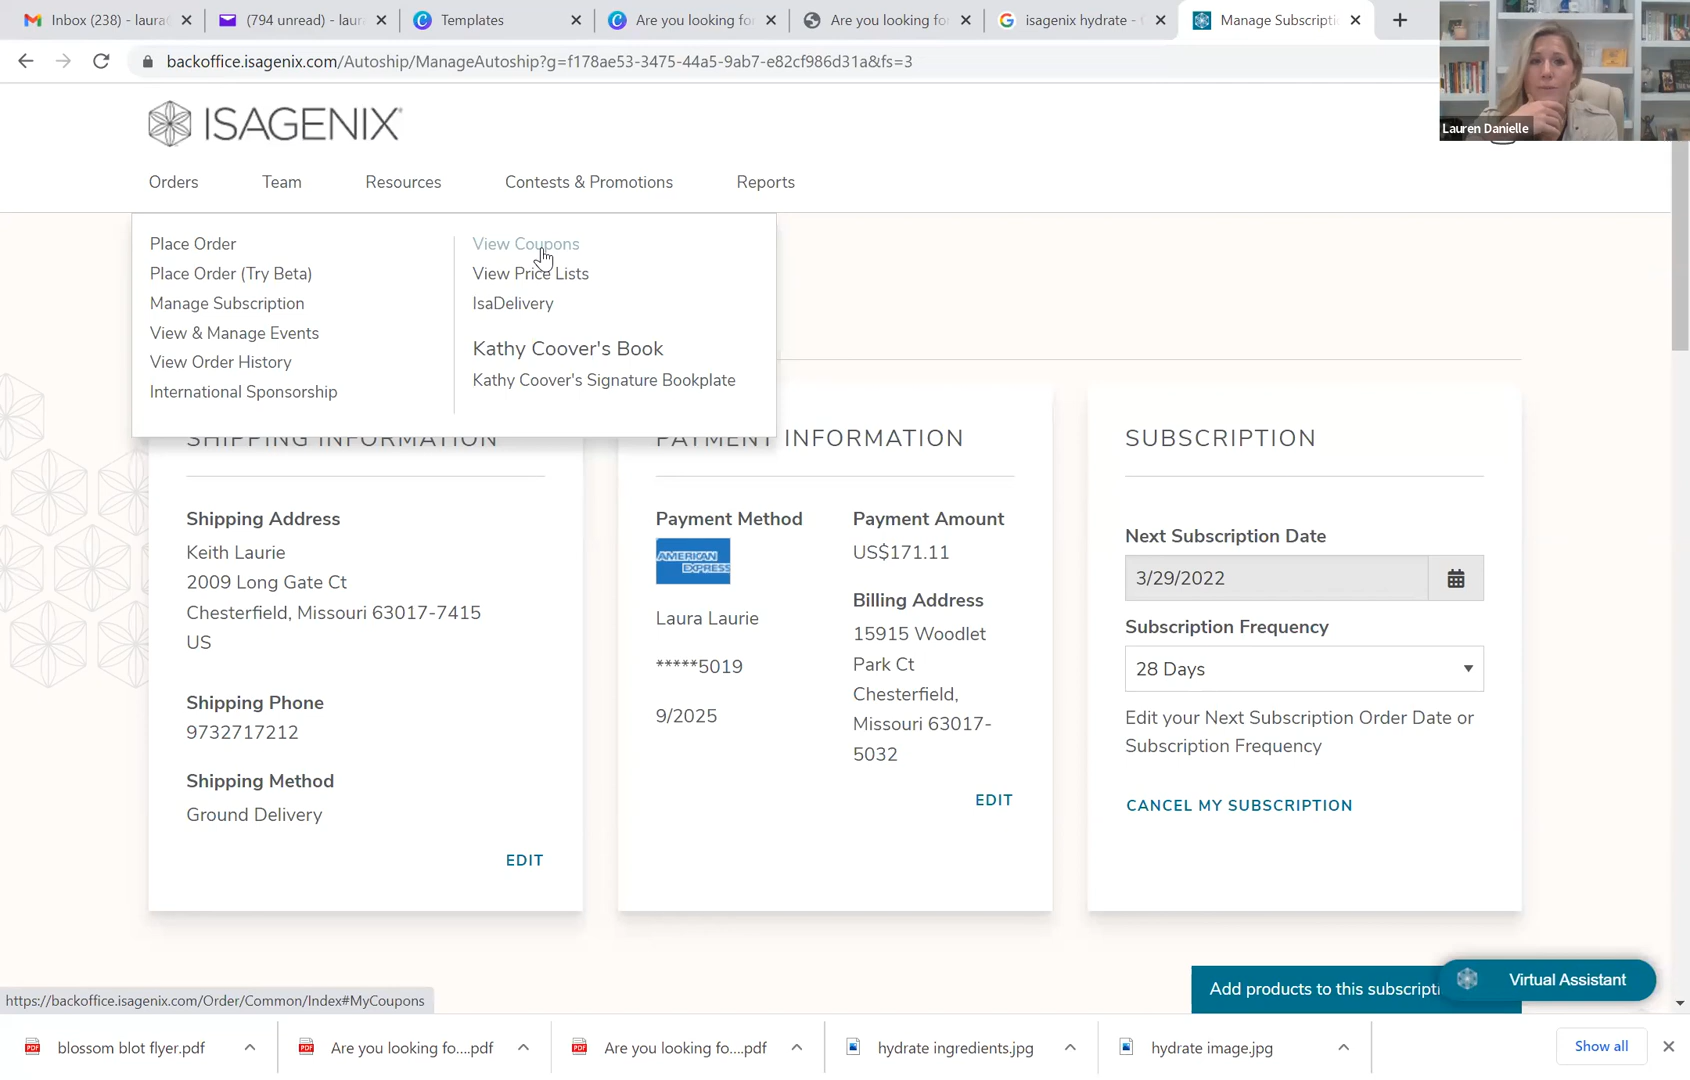 Inbox (238) - laura
(794 unread) - laur
Templates
Are you looking fo
Are you looking fo
isagenix hydrate -
Manage Subscripti
backoffice.isagenix.com/Autoship/ManageAutoship?g=f178ae53-3475-44a5-9ab7-e82cf986d31a&fs=3
Lauren Danielle
ISAGENIX
Orders
Team
Resources
Contests & Promotions
Reports
Place Order
Place Order (Try Beta)
Manage Subscription
View & Manage Events
View Order History
International Sponsorship
View Coupons
View Price Lists
IsaDelivery
Kathy Coover's Book
Kathy Coover's Signature Bookplate
SHIPPING INFORMATION
Shipping Address
Keith Laurie
2009 Long Gate Ct
Chesterfield, Missouri 63017-7415
US
Shipping Phone
9732717212
Shipping Method
Ground Delivery
EDIT
PAYMENT INFORMATION
Payment Method
AMERICAN
EXPRESS
Laura Laurie
*****5019
9/2025
Payment Amount
US$171.11
Billing Address
15915 Woodlet
Park Ct
Chesterfield,
Missouri 63017-
5032
EDIT
SUBSCRIPTION
Next Subscription Date
3/29/2022
Subscription Frequency
28 Days
Edit your Next Subscription Order Date or
Subscription Frequency
CANCEL MY SUBSCRIPTION
Add products to this subscripti
Virtual Assistant
https://backoffice.isagenix.com/Order/Common/Index#MyCoupons
blossom blot flyer.pdf
Are you looking fo....pdf
Are you looking fo....pdf
hydrate ingredients.jpg
hydrate image.jpg
Show all